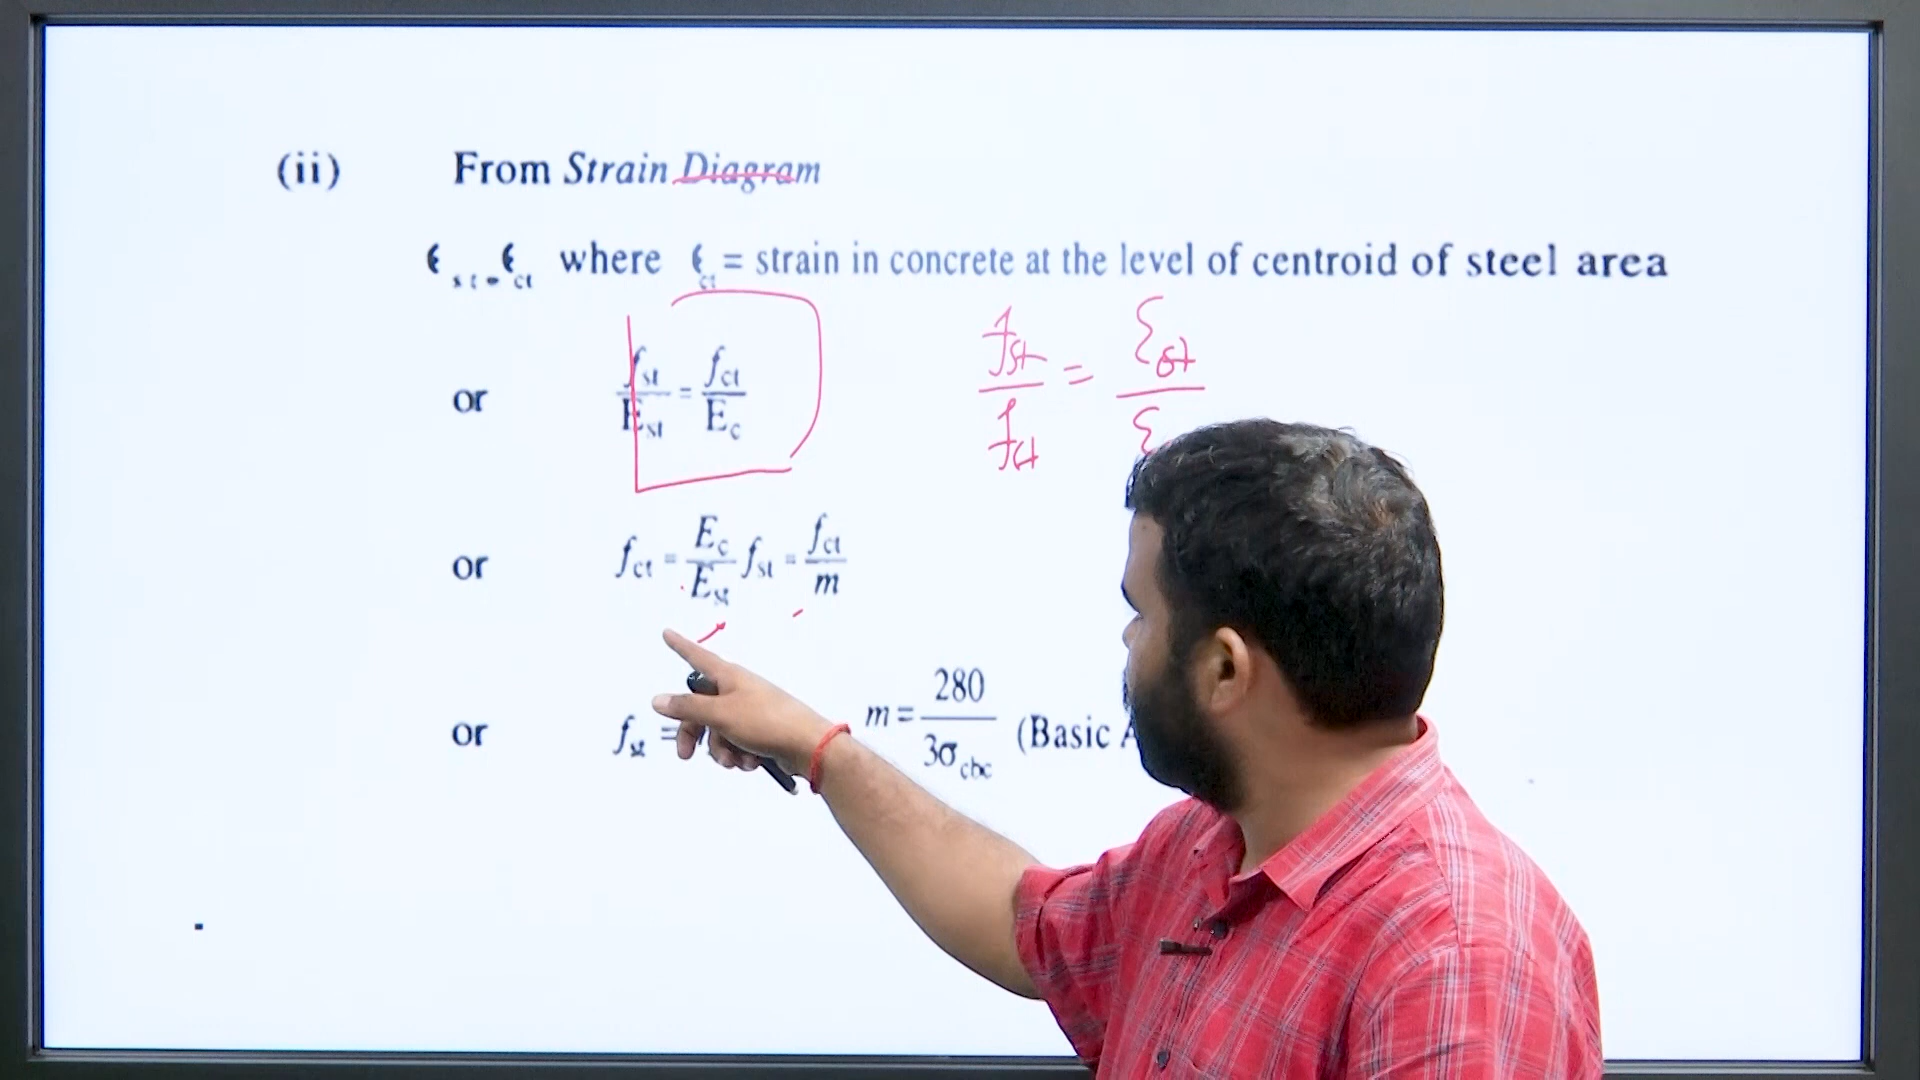 (ii) From Strain Diagram
ϵst = ϵct where ϵct = strain in concrete at the level of centroid of steel area
or fst/Est = fct/Ec
fst/fct = Est/E
or fct = Ec/Est fst = fct/m
or fst = m = 280/3σcbc (Basic